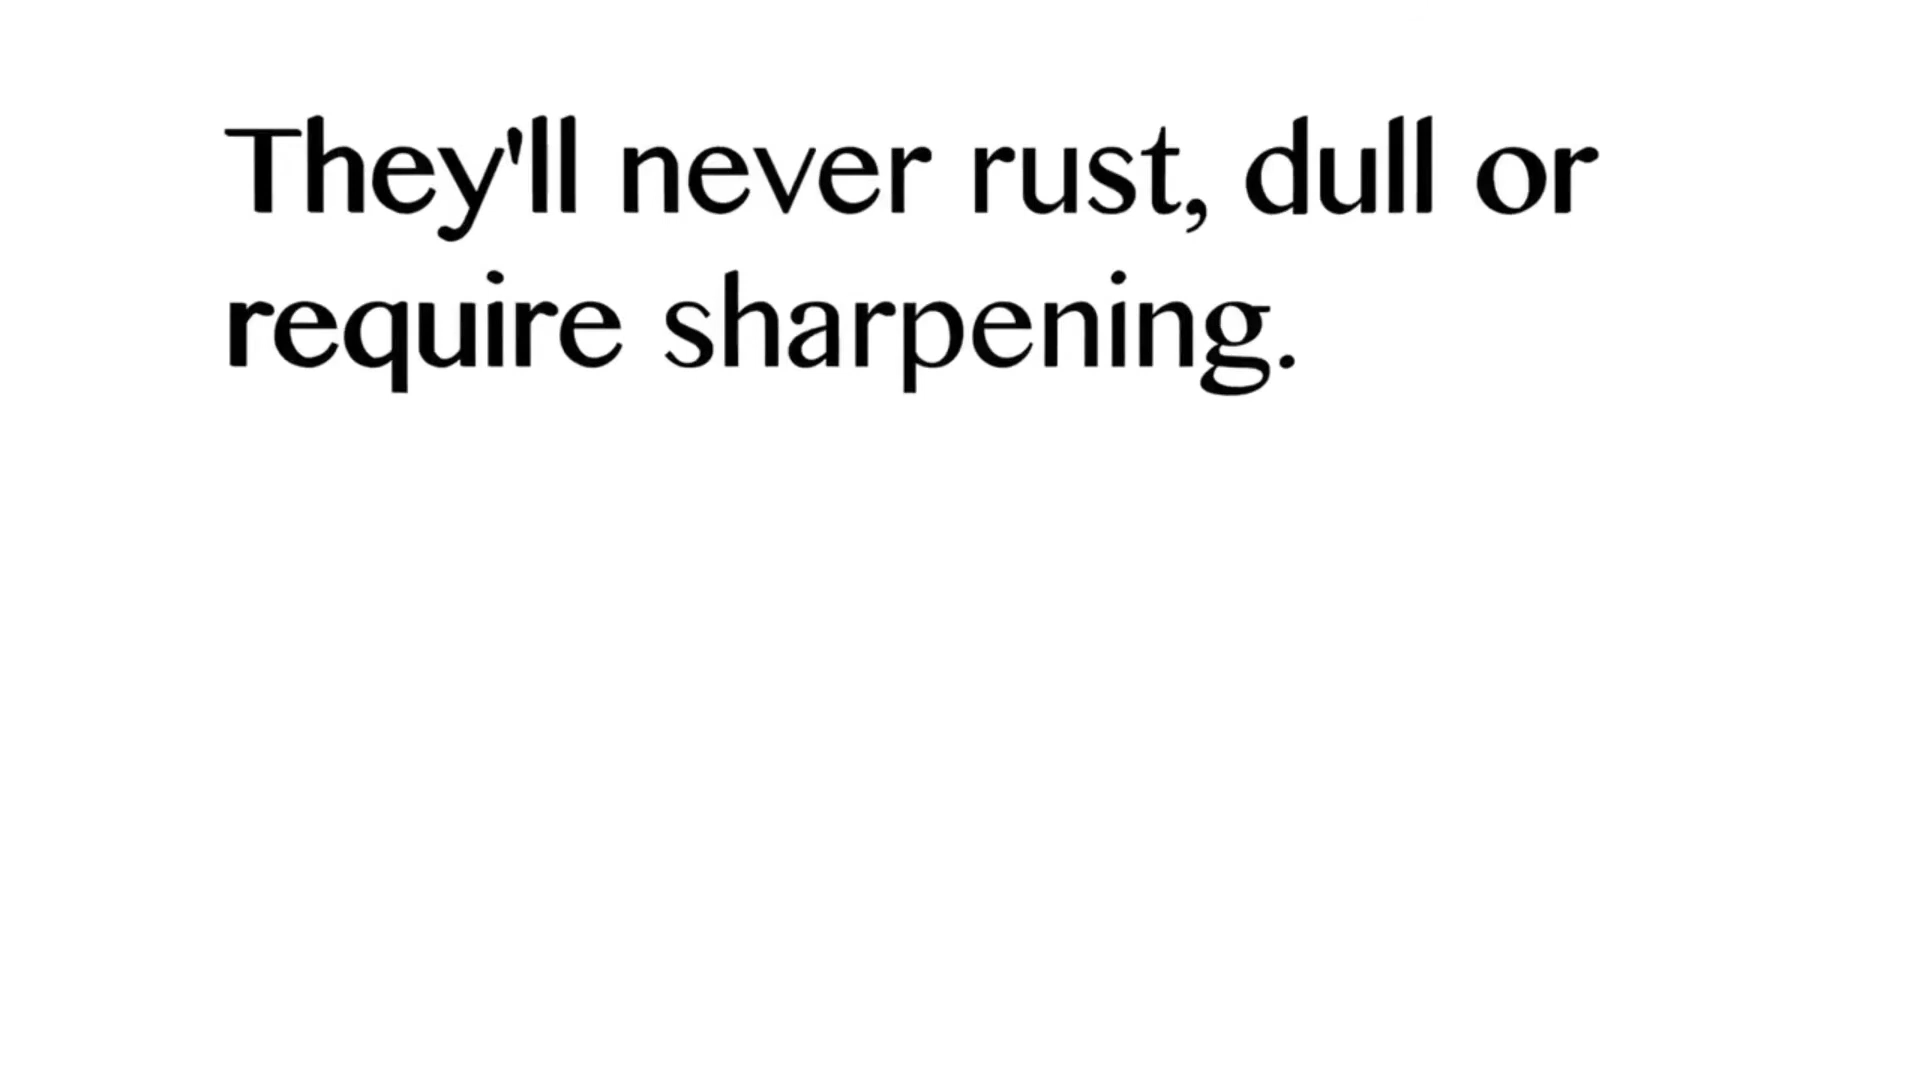 They'll never rust, dull or
require sharpening.